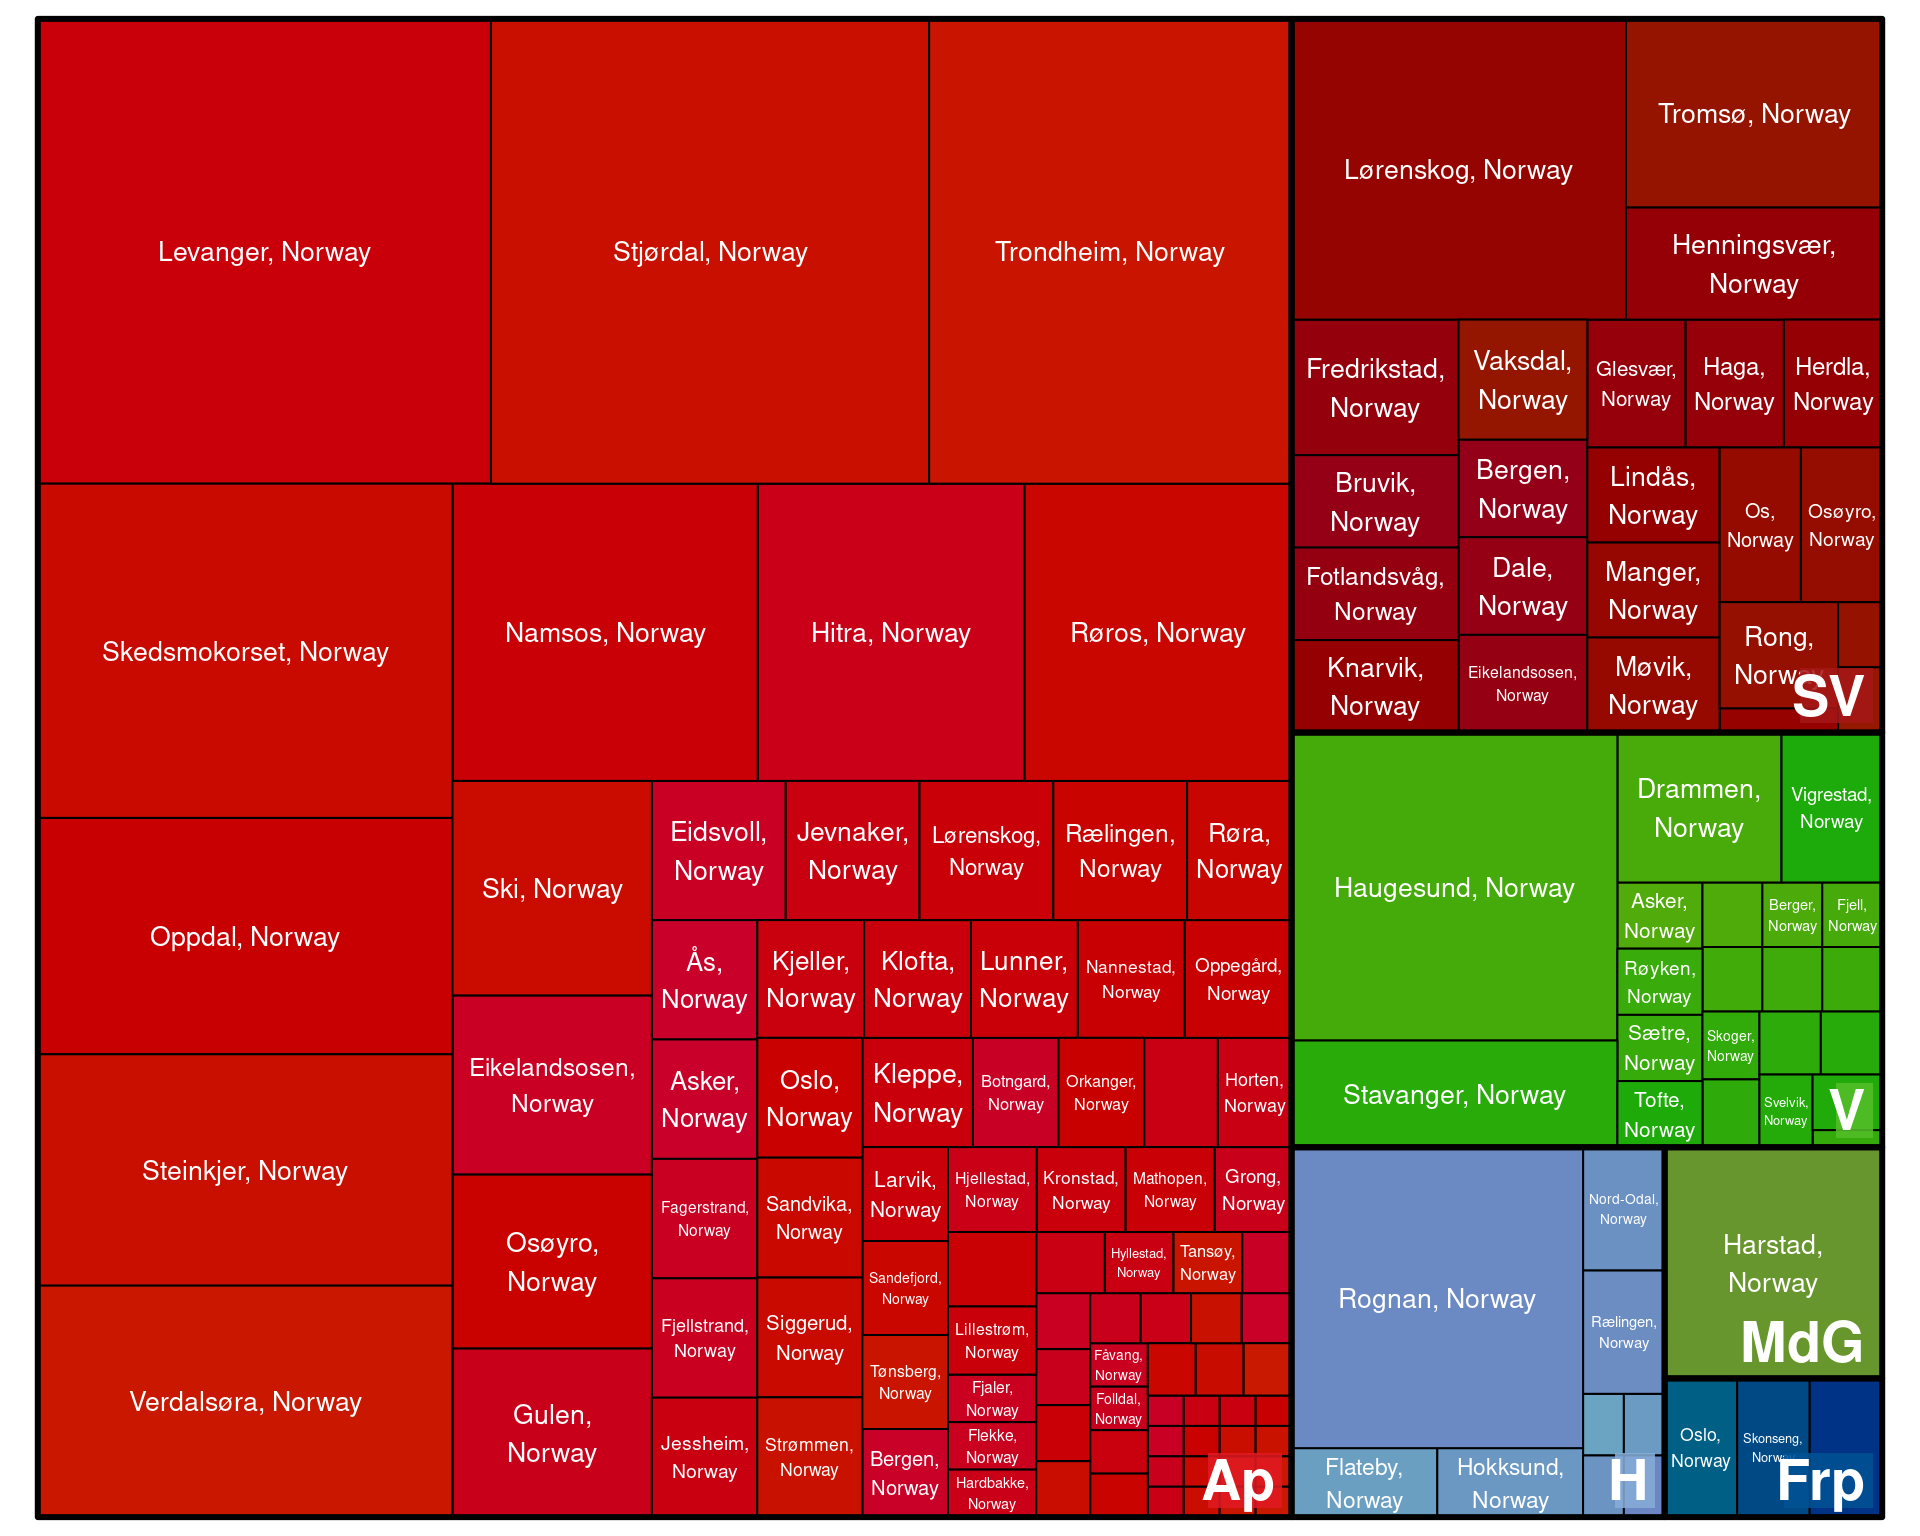 Levanger, Norway
Stjørdal, Norway
Trondheim, Norway
Skedsmokorset, Norway
Oppdal, Norway
Steinkjer, Norway
Verdalsøra, Norway
Namsos, Norway
Hitra, Norway
Røros, Norway
Ski, Norway
Eikelandsosen,
Norway
Osøyro,
Norway
Gulen,
Norway
Eidsvoll,
Norway
Jevnaker,
Norway
Lørenskog,
Norway
Rælingen,
Norway
Røra,
Norway
Ås,
Norway
Asker,
Norway
Fagerstrand,
Norway
Fjellstrand,
Norway
Jessheim,
Norway
Kjeller,
Norway
Klofta,
Norway
Lunner,
Norway
Nannestad,
Norway
Oppegård,
Norway
Oslo,
Norway
Sandvika,
Norway
Siggerud,
Norway
Strømmen,
Norway
Kleppe,
Norway
Botngard,
Norway
Orkanger,
Norway
Horten,
Norway
Larvik,
Norway
Sandefjord,
Norway
Tønsberg,
Norway
Bergen,
Norway
Hjellestad,
Norway
Kronstad,
Norway
Mathopen,
Norway
Grong,
Norway
Lillestrøm,
Norway
Fjaler,
Norway
Flekke,
Norway
Hardbakke,
Norway
Hyllestad,
Norway
Tansøy,
Norway
Fåvang,
Norway
Folldal,
Norway
Ap
Lørenskog, Norway
Tromsø, Norway
Henningsvær,
Norway
Fredrikstad,
Norway
Bruvik,
Norway
Fotlandsvåg,
Norway
Knarvik,
Norway
Vaksdal,
Norway
Bergen,
Norway
Dale,
Norway
Eikelandsosen,
Norway
Glesvær,
Norway
Haga,
Norway
Herdla,
Norway
Lindås,
Norway
Manger,
Norway
Møvik,
Norway
Os,
Norway
Osøyro,
Norway
Rong,
Norway
SV
Haugesund, Norway
Stavanger, Norway
Drammen,
Norway
Vigrestad,
Norway
Asker,
Norway
Røyken,
Norway
Sætre,
Norway
Tofte,
Norway
Berger,
Norway
Fjell,
Norway
Skoger,
Norway
Svelvik,
Norway
V
Rognan, Norway
Flateby,
Norway
Hokksund,
Norway
Nord-Odal,
Norway
Rælingen,
Norway
H
Harstad,
Norway
MdG
Oslo,
Norway
Skonseng,
Norway
Frp